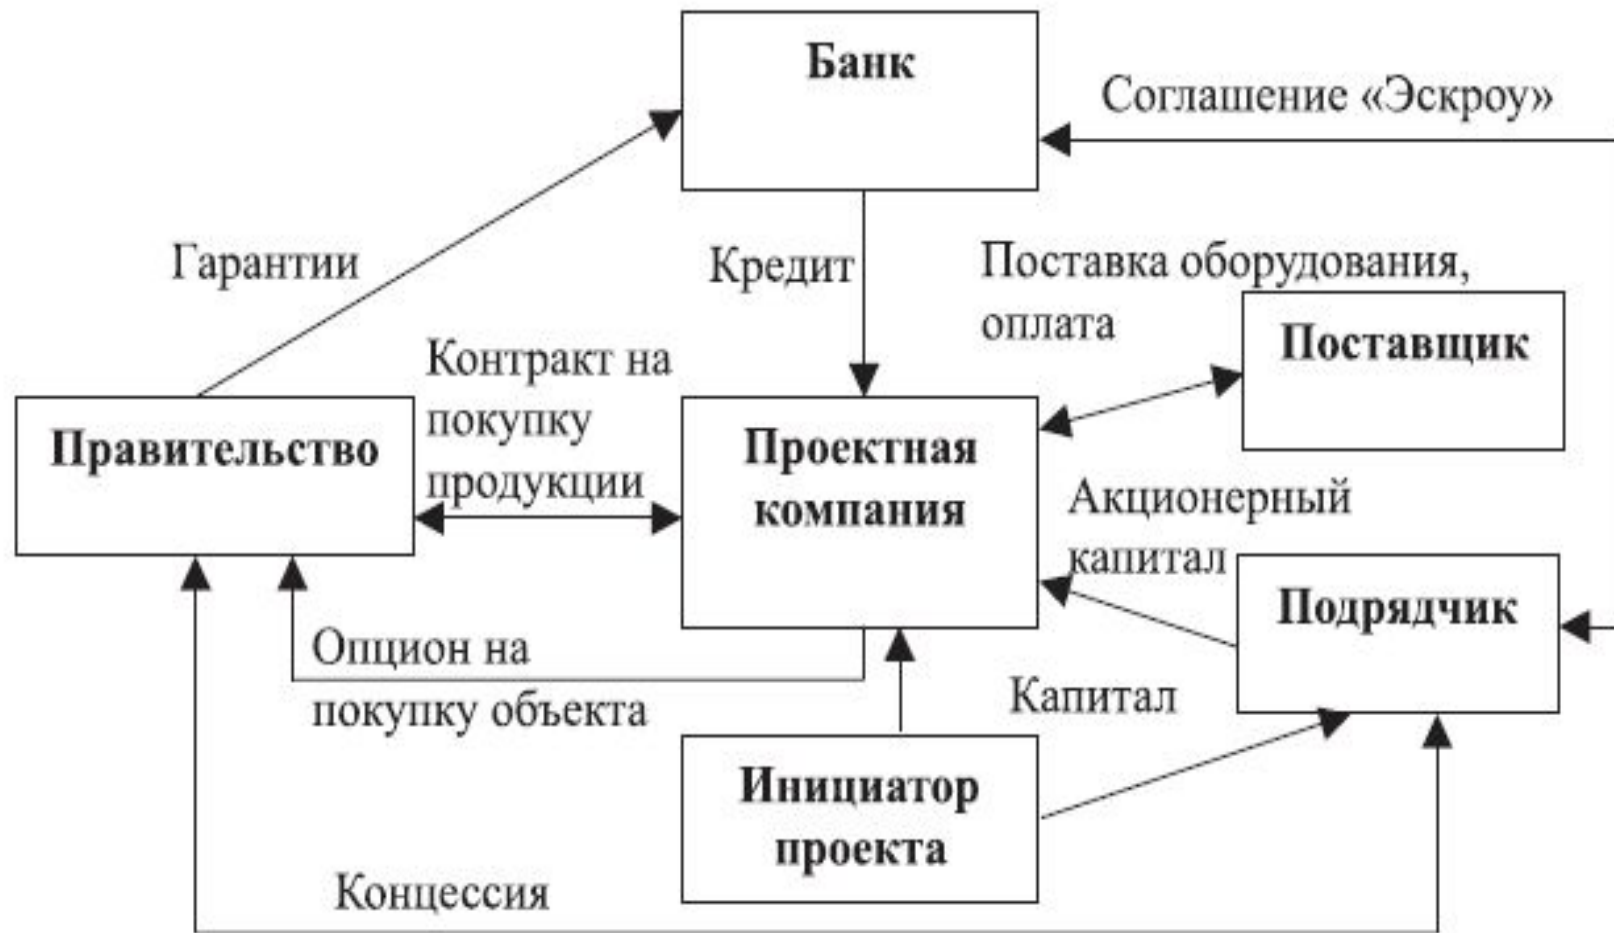 Банк
Соглашение «Эскроу»
Гарантии
Кредит
Поставка оборудования,
оплата
Поставщик
Контракт на
покупку
продукции
Правительство
Проектная
компания
Акционерный
капитал
Подрядчик
Опцион на
покупку объекта
Капитал
Инициатор
проекта
Концессия